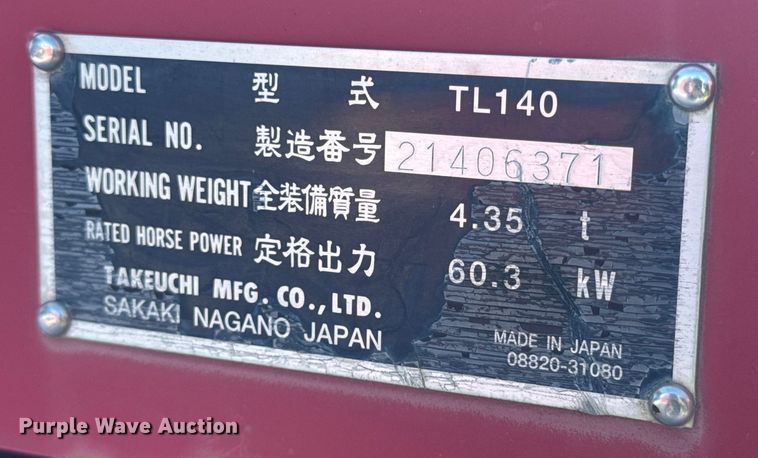 MODEL 型 式 TL140
SERIAL NO. 製造番号 21406371
WORKING WEIGHT 全装備質量 4.35 t
RATED HORSE POWER 定格出力 60.3 kW
TAKEUCHI MFG. CO., LTD.
SAKAKI NAGANO JAPAN
MADE IN JAPAN
08820-31080
Purple Wave Auction